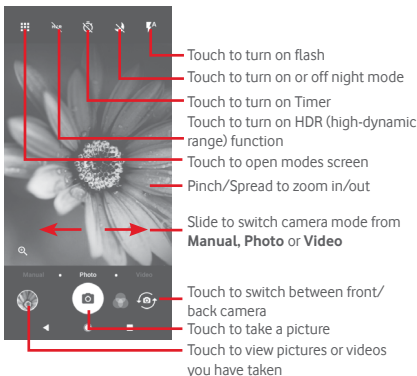 HDR
A
Touch to turn on flash
Touch to turn on or off night mode
Touch to turn on Timer
Touch to turn on HDR (high-dynamic
range) function
Touch to open modes screen
Pinch/Spread to zoom in/out
Slide to switch camera mode from
Manual, Photo or Video
Manual Photo Video
Touch to switch between front/
back camera
Touch to take a picture
Touch to view pictures or videos
you have taken